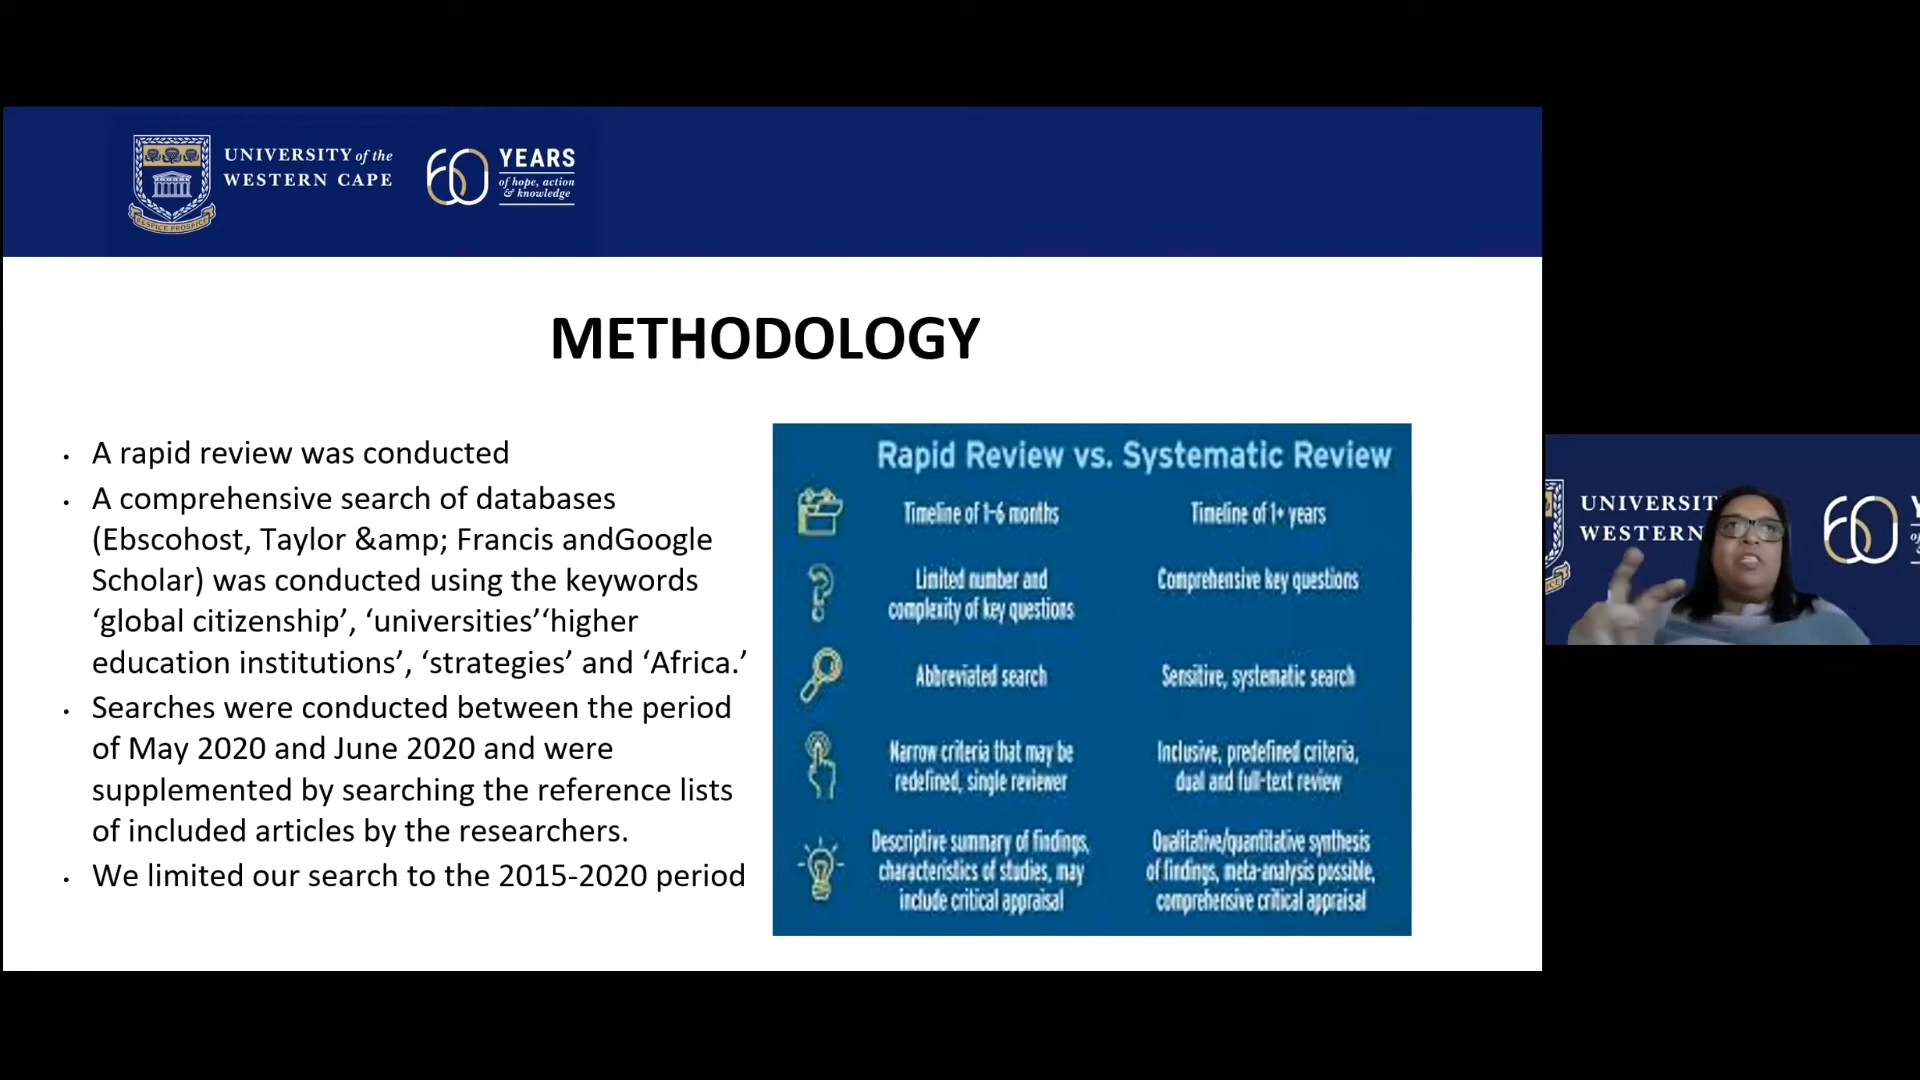 UNIVERSITY of the
WESTERN CAPE
60
YEARS
of hope, action
& knowledge
RESPICE PROSPICE
METHODOLOGY
• A rapid review was conducted
• A comprehensive search of databases
(Ebscohost, Taylor &amp; Francis andGoogle
Scholar) was conducted using the keywords
‘global citizenship’, ‘universities’‘higher
education institutions’, ‘strategies’ and ‘Africa.’
• Searches were conducted between the period
of May 2020 and June 2020 and were
supplemented by searching the reference lists
of included articles by the researchers.
• We limited our search to the 2015-2020 period
Rapid Review vs. Systematic Review
Timeline of 1-6 months
Timeline of 1+ years
Limited number and
complexity of key questions
Comprehensive key questions
Abbreviated search
Sensitive, systematic search
Narrow criteria that may be
redefined, single reviewer
Inclusive, predefined criteria,
dual and full-text review
Descriptive summary of findings,
characteristics of studies, may
include critical appraisal
Qualitative/quantitative synthesis
of findings, meta-analysis possible,
comprehensive critical appraisal
UNIVERSIT
WESTERN
60